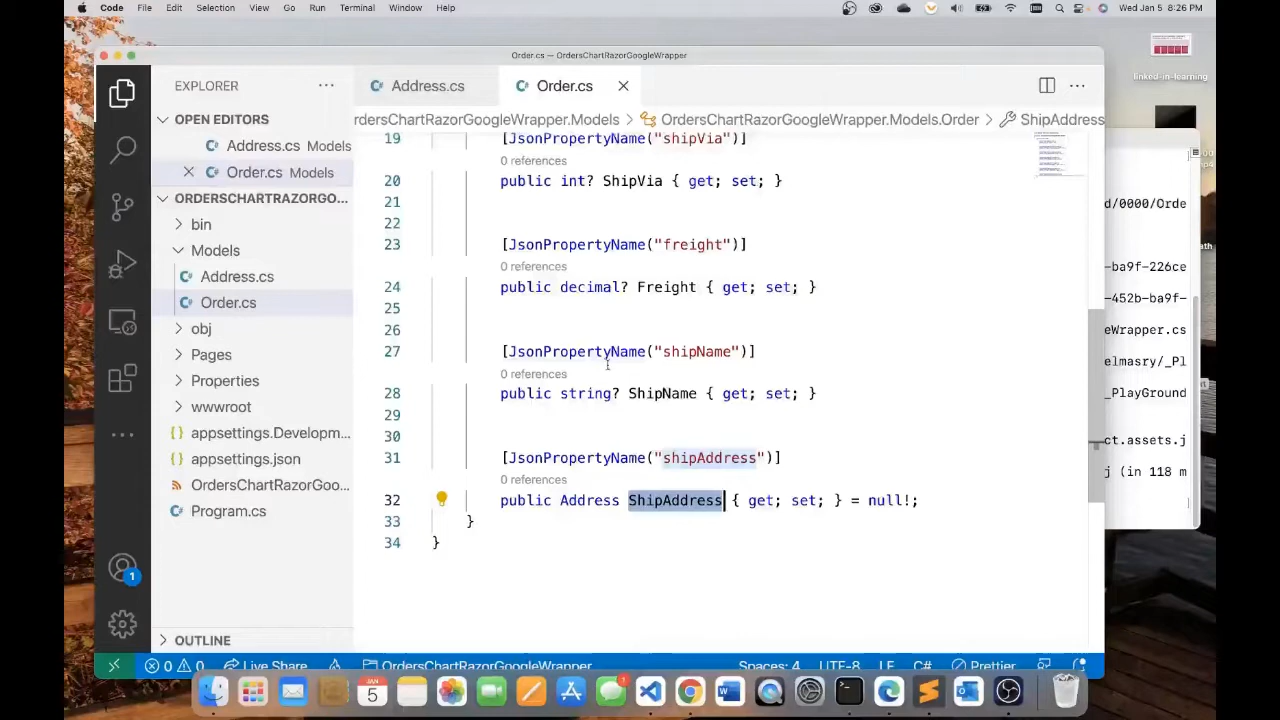 Code File Edit Selection View Go Run Terminal Window Help Wed Jan 5 8:26 PM
Order.cs — OrdersChartRazorGoogleWrapper
linked-in-learning
EXPLORER
Address.cs
Order.cs
OPEN EDITORS
Address.cs Models
Order.cs Models
ORDERSCHARTRAZORGO...
bin
Models
Address.cs
Order.cs
obj
Pages
Properties
wwwroot
appsettings.Developm...
appsettings.json
OrdersChartRazorGoo...
Program.cs
OUTLINE
rdersChartRazorGoogleWrapper.Models OrdersChartRazorGoogleWrapper.Models.Order ShipAddress
19 [JsonPropertyName("shipVia")]
0 references
20 public int? ShipVia { get; set; }
21
22
23 [JsonPropertyName("freight")]
0 references
24 public decimal? Freight { get; set; }
25
26
27 [JsonPropertyName("shipName")]
0 references
28 public string? ShipName { get; set; }
29
30
31 [JsonPropertyName("shipAddress")]
0 references
32 public Address ShipAddress { get; set; } = null!;
33 }
34 }
d/0000/Orde
-ba9f-226ce
-452b-ba9f-
eWrapper.cs
elmasry/_Pl
_PlayGround
ct.assets.j
j (in 118 m
1
0 0 Live Share OrdersChartRazorGoogleWrapper Spaces: 4 UTF-8 LF C# Prettier
JAN
5
1